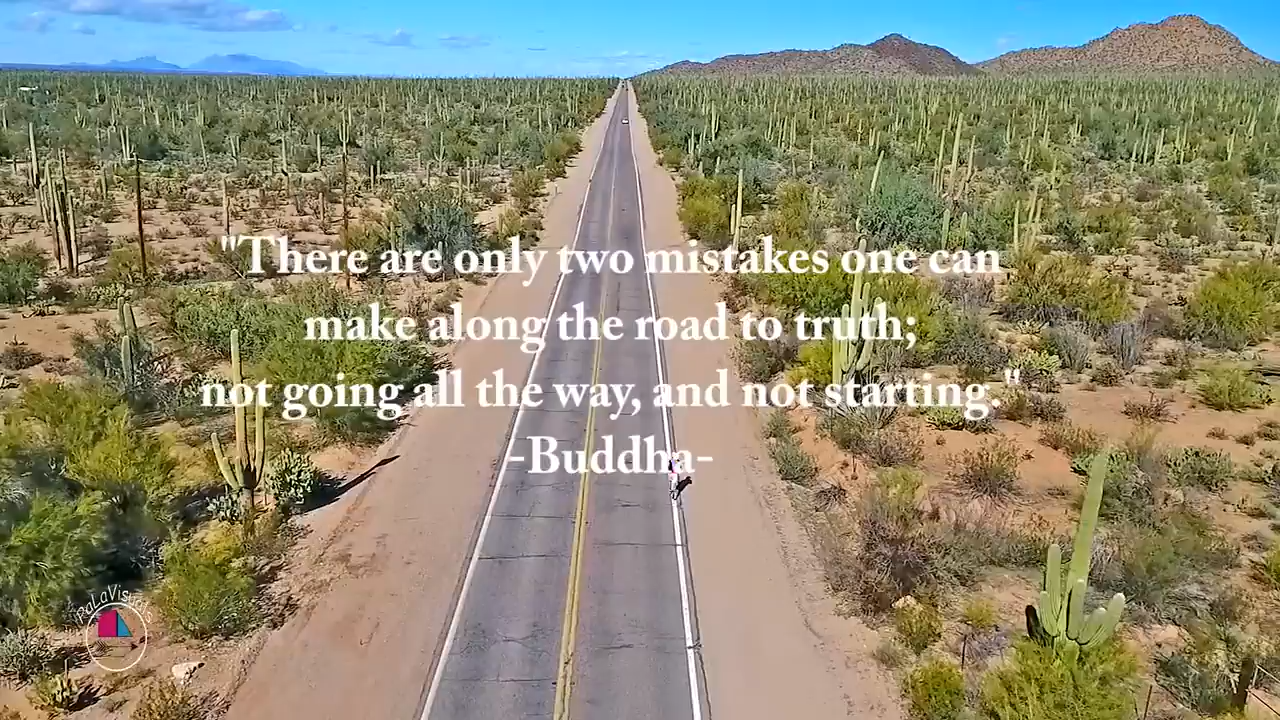 "There are only two mistakes one can
make along the road to truth;
not going all the way, and not starting."
-Buddha-